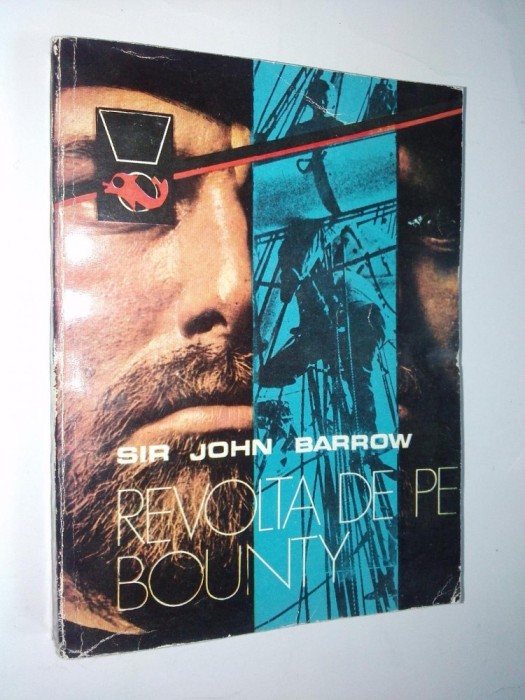 SIR JOHN BARROW
REVOLTA DE PE
BOUNTY